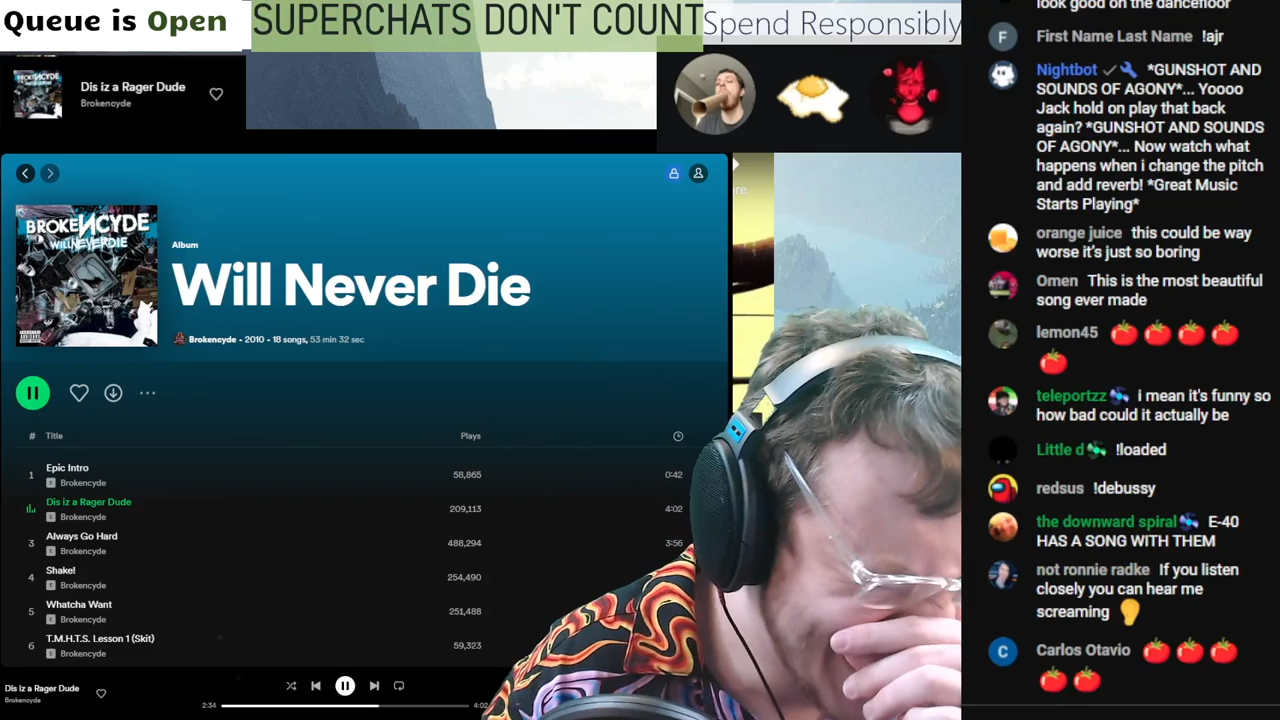 Queue is Open
SUPERCHATS DON'T COUNT
Spend Responsibly
Dis iz a Rager Dude
Brokencyde
BROKENCYDE
WILL NEVER DIE
Album
Will Never Die
Brokencyde • 2010 • 18 songs, 53 min 32 sec
# Title Plays
1 Epic Intro 58,865 0:42
E Brokencyde
Dis iz a Rager Dude 209,113 4:02
E Brokencyde
3 Always Go Hard 488,294 3:56
E Brokencyde
4 Shake! 254,490
E Brokencyde
5 Whatcha Want 251,488
E Brokencyde
6 T.M.H.T.S. Lesson 1 (Skit) 59,323
E Brokencyde
Dis iz a Rager Dude
Brokencyde
2:34 4:02
look good on the dancefloor
F First Name Last Name !ajr
Nightbot *GUNSHOT AND
SOUNDS OF AGONY*... Yoooo
Jack hold on play that back
again? *GUNSHOT AND SOUNDS
OF AGONY*... Now watch what
happens when i change the pitch
and add reverb! *Great Music
Starts Playing*
orange juice this could be way
worse it's just so boring
Omen This is the most beautiful
song ever made
lemon45 🍅🍅🍅🍅
🍅
teleportzz i mean it's funny so
how bad could it actually be
Little d !loaded
redsus !debussy
the downward spiral E-40
HAS A SONG WITH THEM
not ronnie radke If you listen
closely you can hear me
screaming
C Carlos Otavio 🍅🍅🍅
🍅🍅